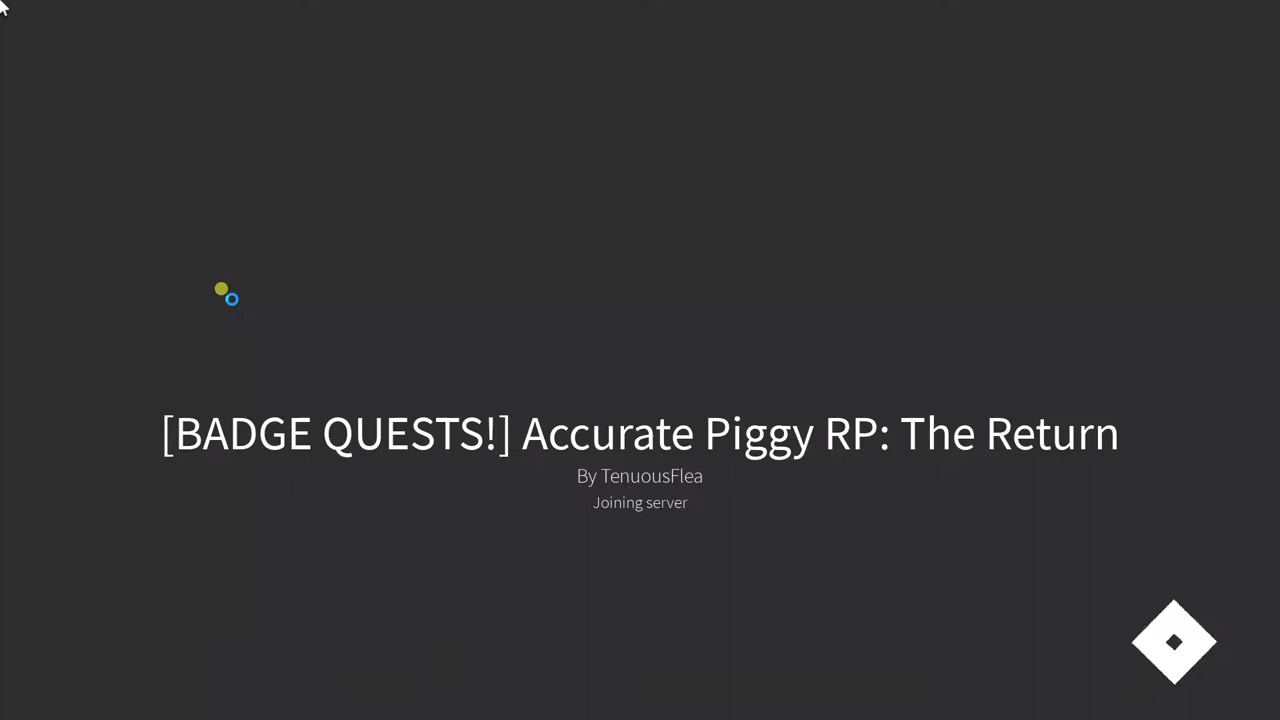 [BADGE QUESTS!] Accurate Piggy RP: The Return
By TenuousFlea
Joining server